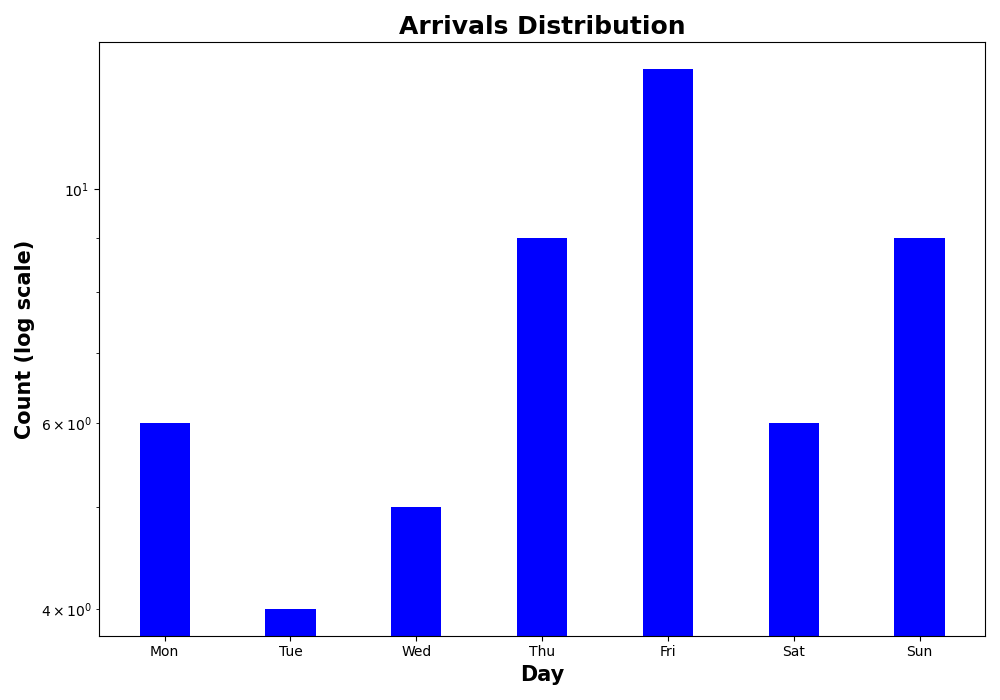 Arrivals Distribution
Count (log scale)
10¹
6 × 10⁰
4 × 10⁰
Mon Tue Wed Thu Fri Sat Sun
Day